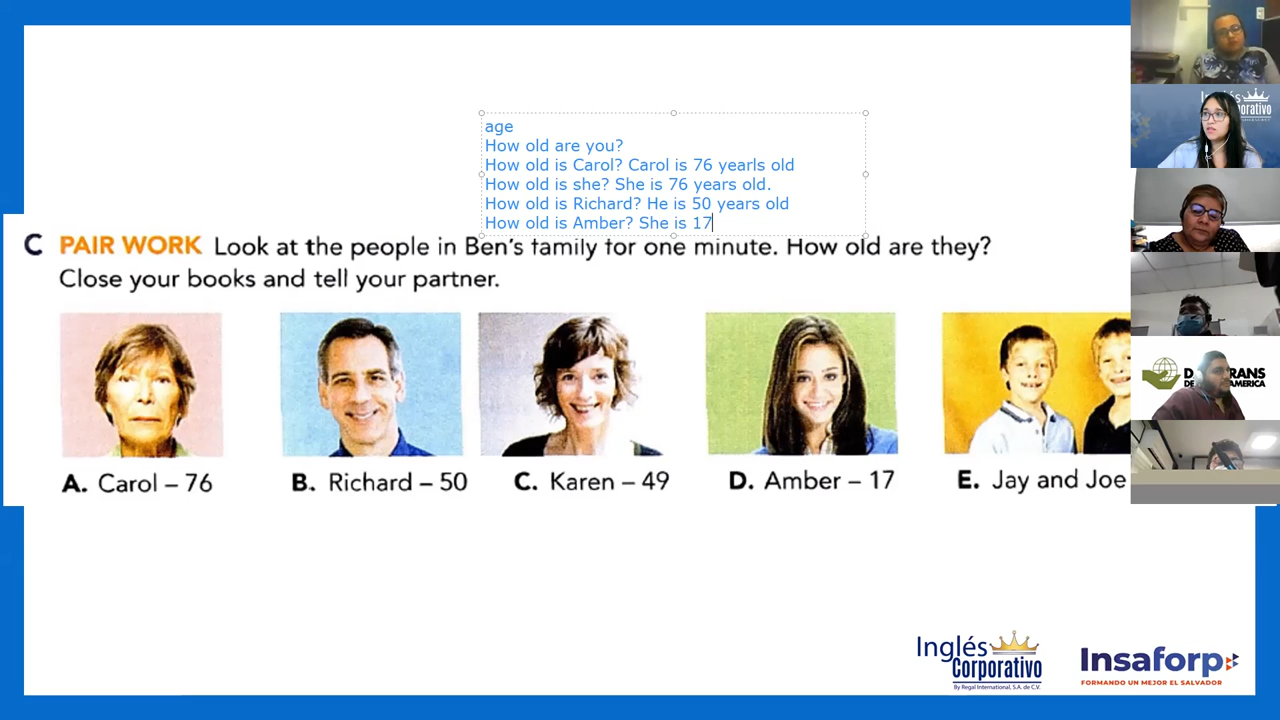 age
How old are you?
How old is Carol? Carol is 76 yearls old
How old is she? She is 76 years old.
How old is Richard? He is 50 years old
How old is Amber? She is 17
C PAIR WORK Look at the people in Ben's family for one minute. How old are they?
Close your books and tell your partner.
A. Carol – 76
B. Richard – 50
C. Karen – 49
D. Amber – 17
E. Jay and Joe
Inglés
Corporativo
By Regal International, S.A. de C.V.
Insaforp
FORMANDO UN MEJOR EL SALVADOR